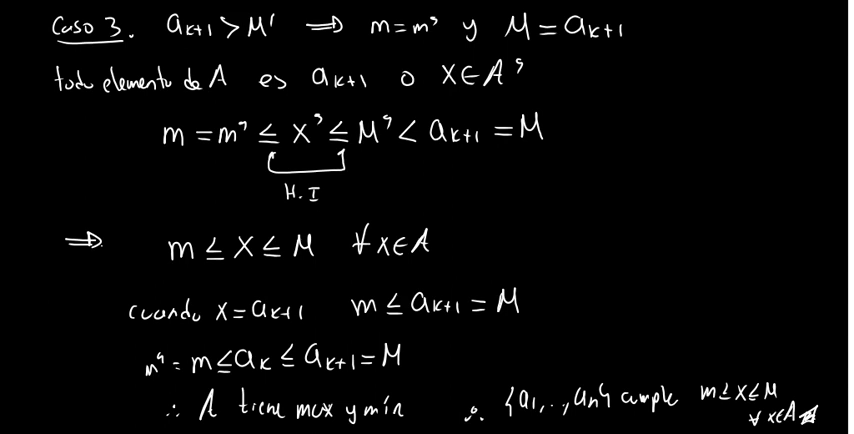 Caso 3. a_{k+1} > M' ⟹ m = m' y M = a_{k+1}
todo elemento de A es a_{k+1} o X ∈ A'
m = m' ≤ X' ≤ M' < a_{k+1} = M
H.I
⟹ m ≤ X ≤ M ∀ x ∈ A
cuando x = a_{k+1} m ≤ a_{k+1} = M
m' = m ≤ a_k ≤ a_{k+1} = M
∴ A tiene max y mín ∴ {a_1, .., a_n} cumple m ≤ X ≤ M
∀ x ∈ A